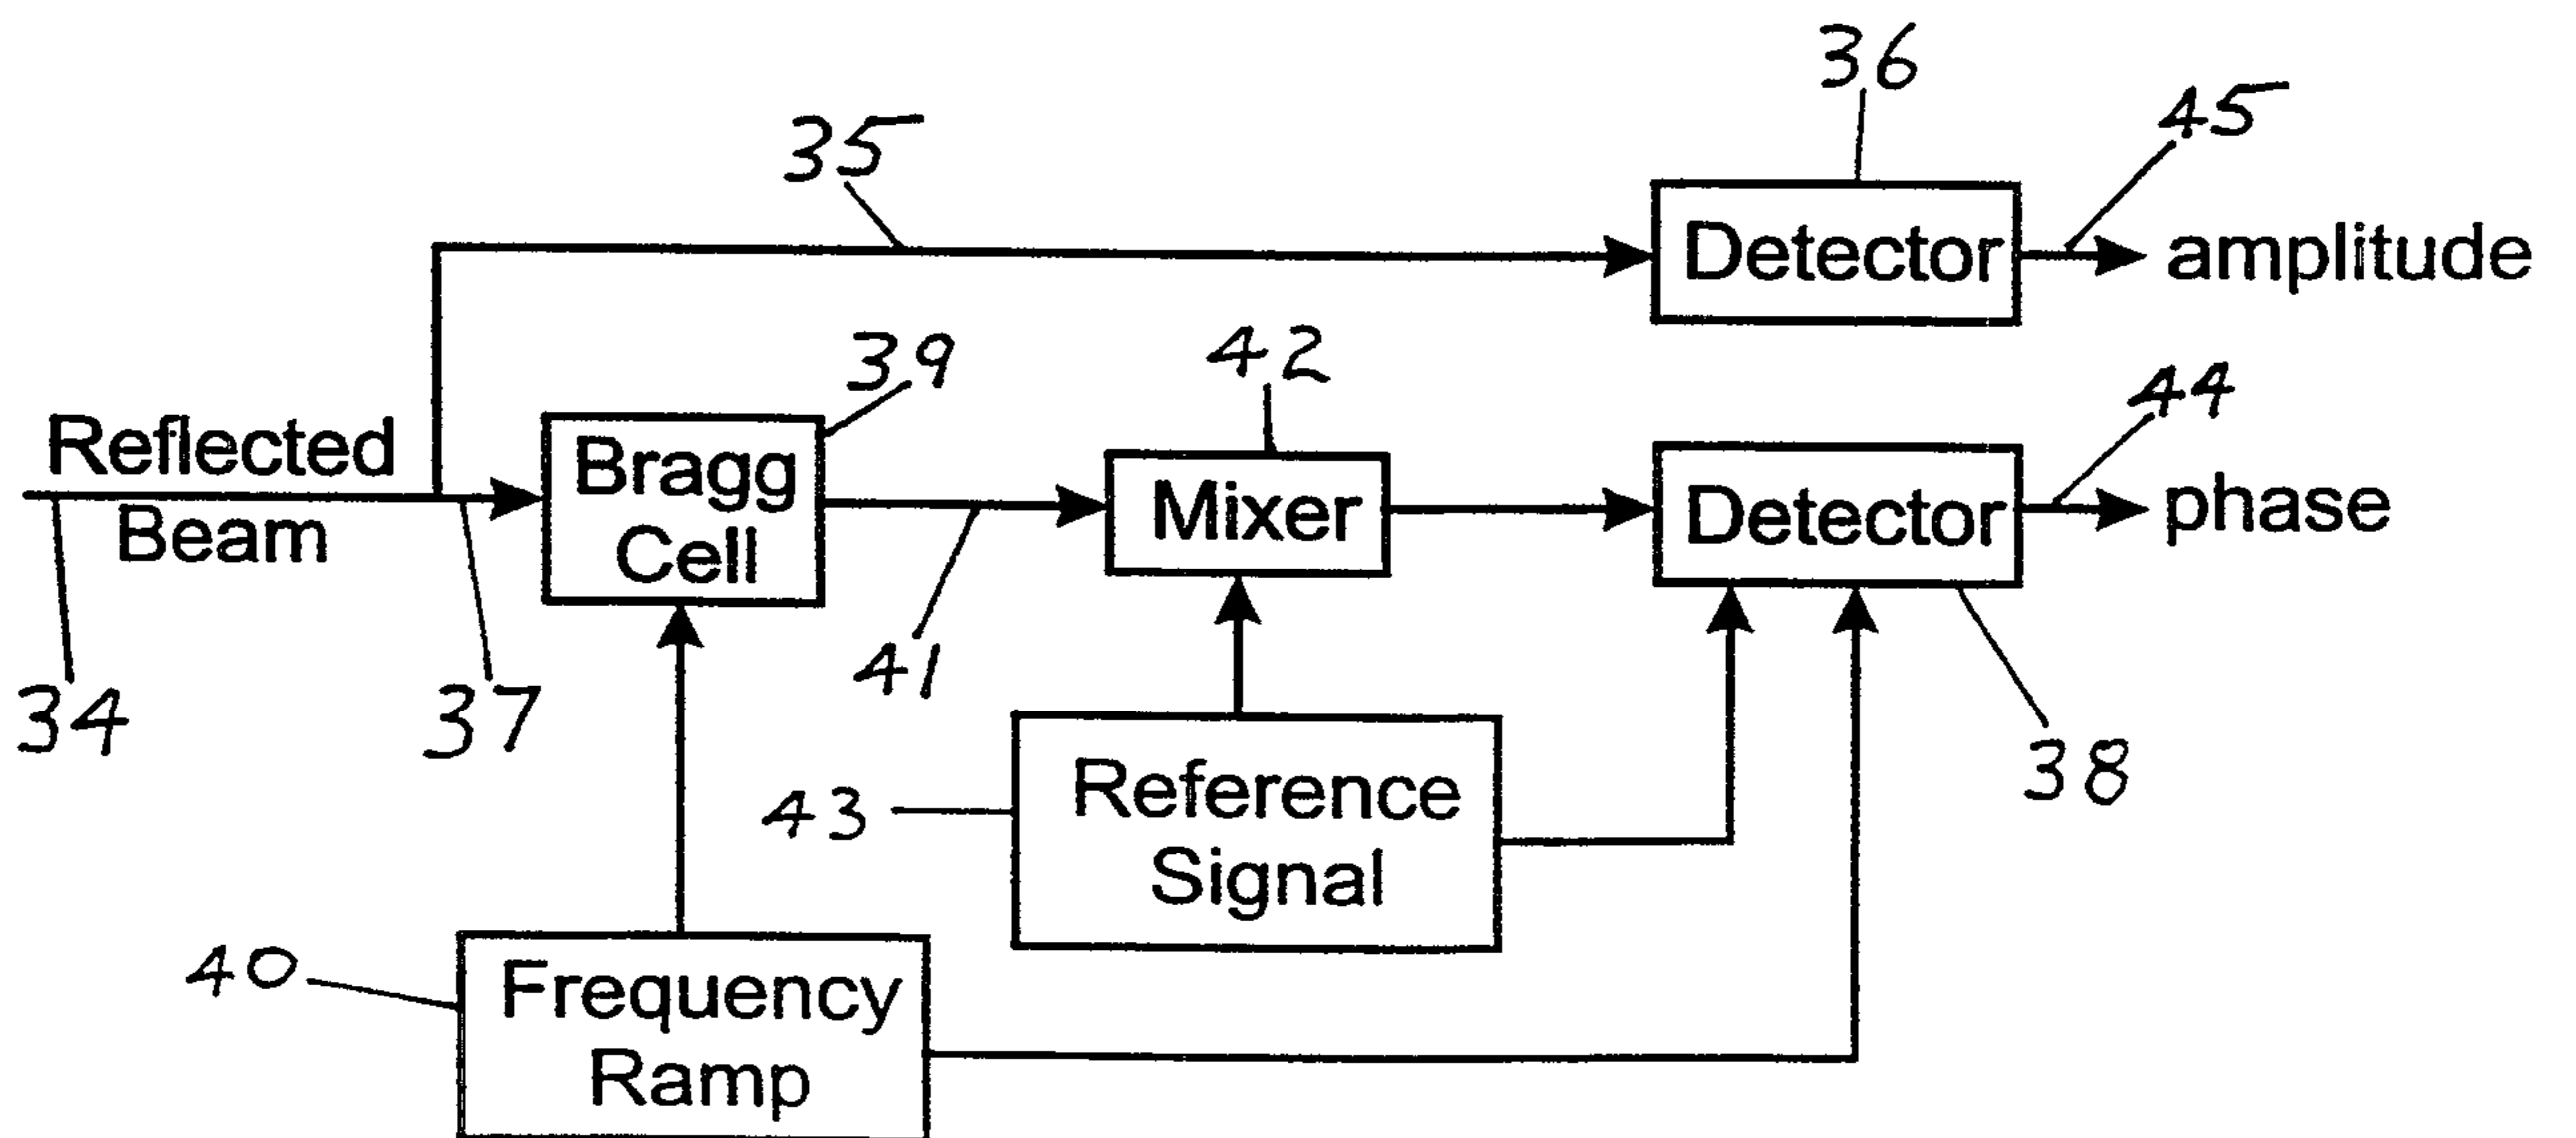 36
45
35
Detector
amplitude
39
42
44
Reflected
Beam
Bragg
Cell
Mixer
Detector
phase
34
37
41
38
43
Reference
Signal
40
Frequency
Ramp